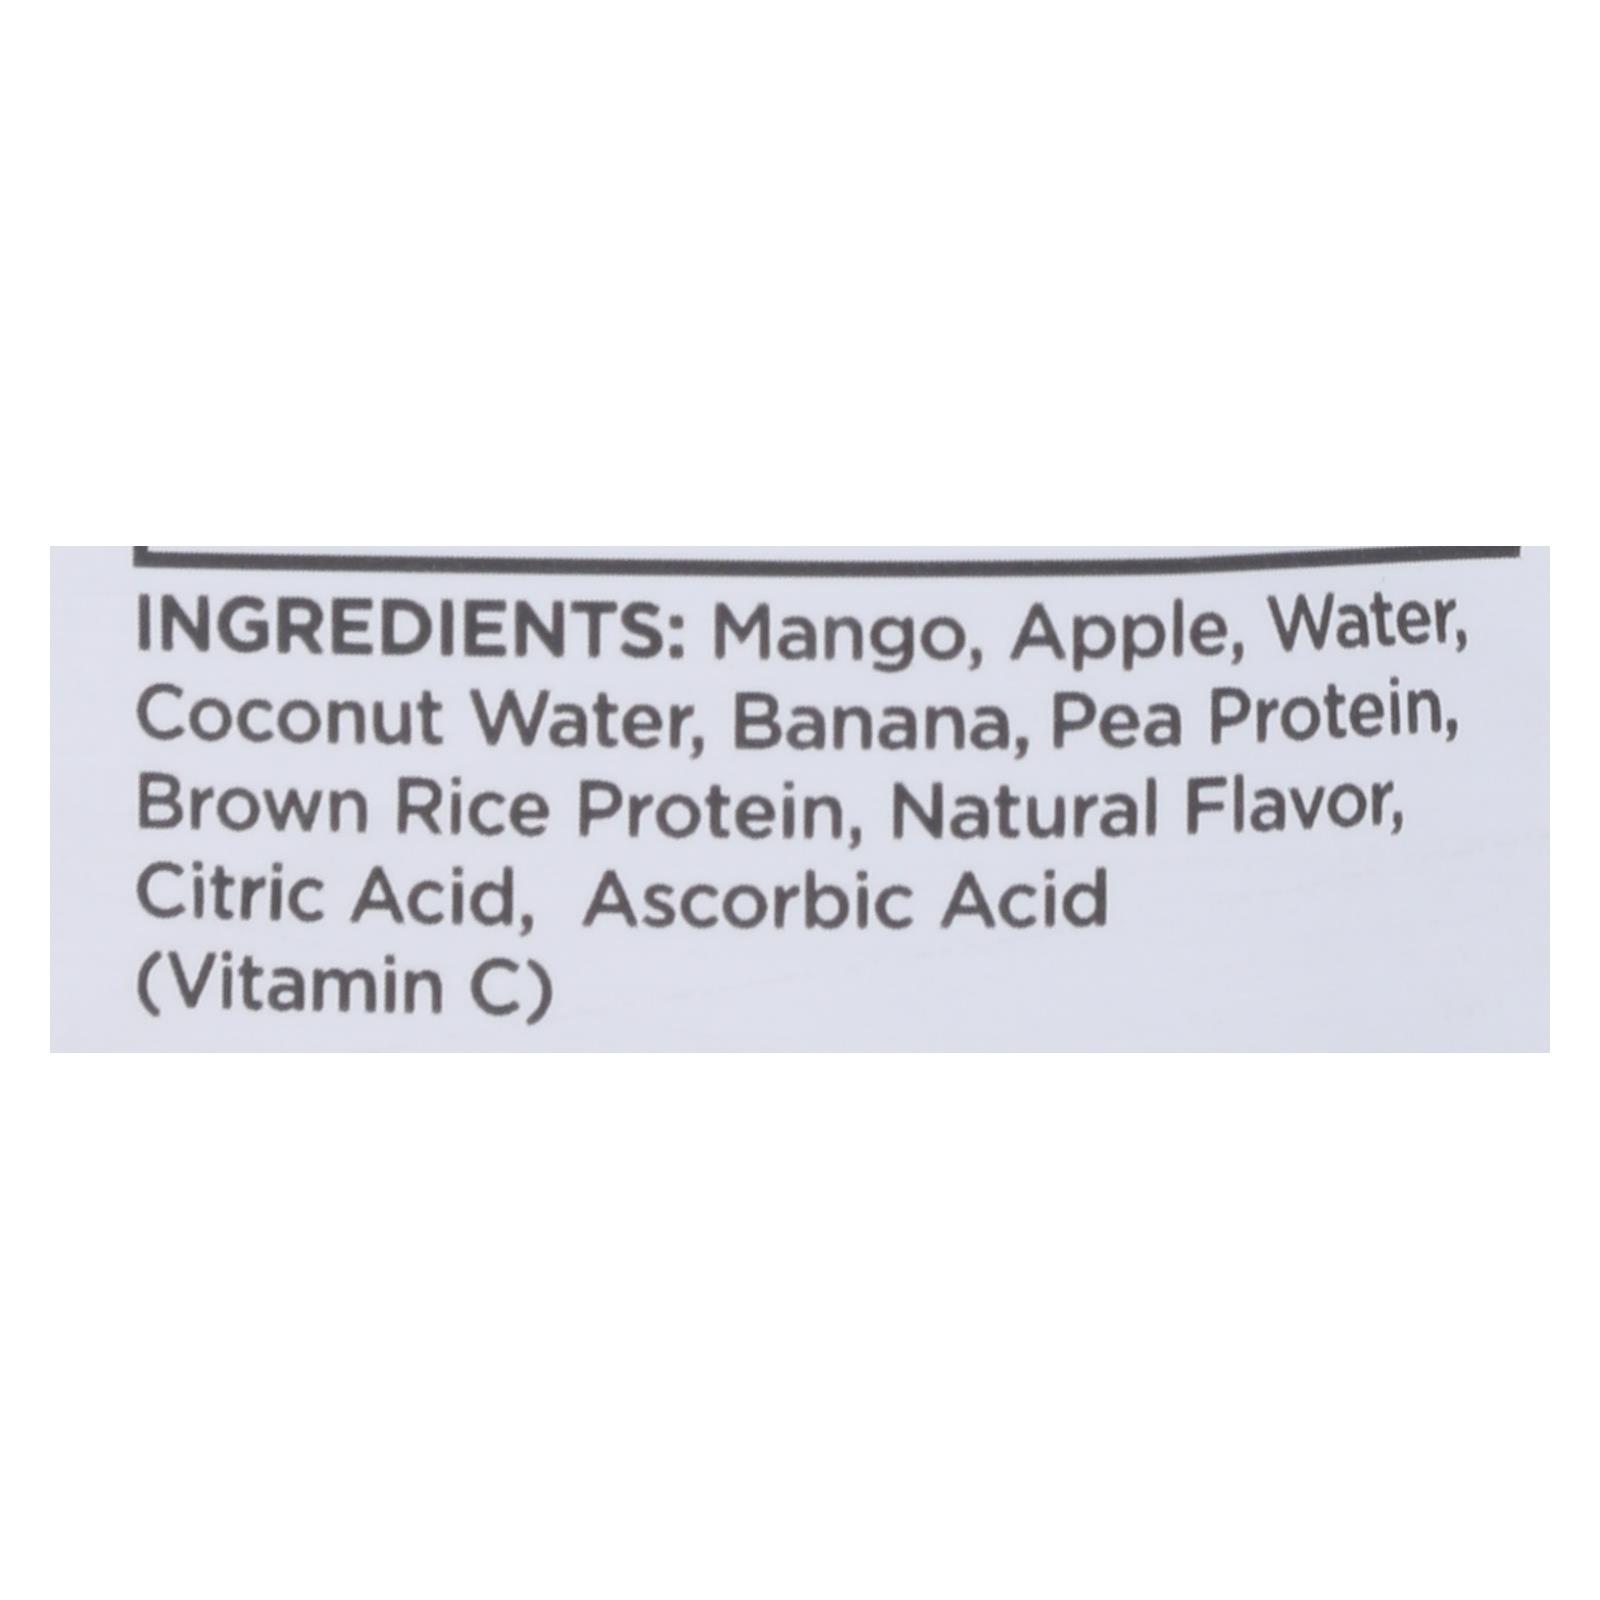 INGREDIENTS: Mango, Apple, Water,
Coconut Water, Banana, Pea Protein,
Brown Rice Protein, Natural Flavor,
Citric Acid,  Ascorbic Acid
(Vitamin C)